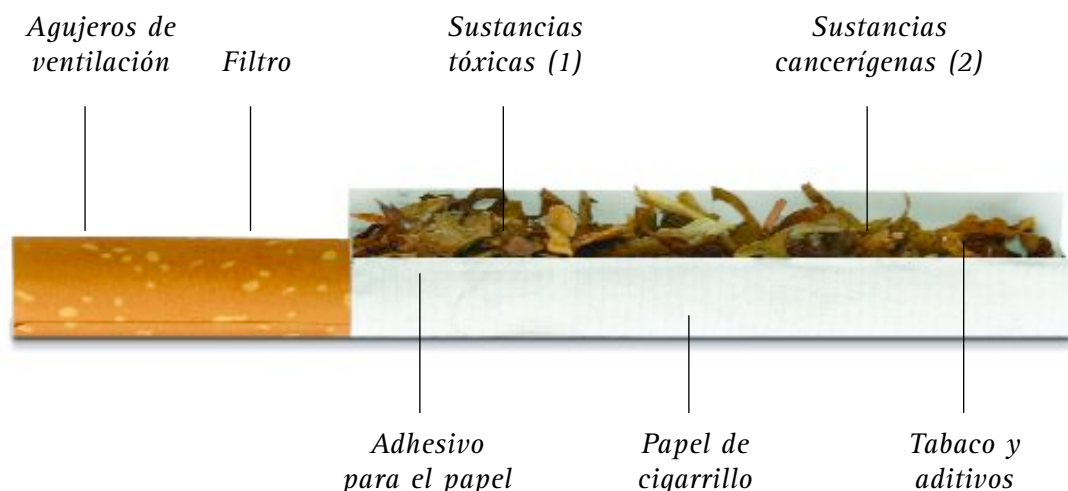 Agujeros de
ventilación
Filtro
Sustancias
tóxicas (1)
Sustancias
cancerígenas (2)
Adhesivo
para el papel
Papel de
cigarrillo
Tabaco y
aditivos